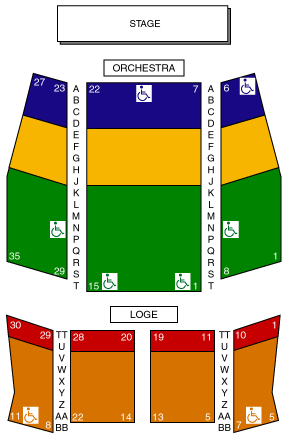 STAGE
ORCHESTRA
27 23 A 22 7 A 6 1
B B
C C
D D
E E
F F
G G
H H
J J
K K
L L
M M
N N
P P
Q Q
35 R R 1
29 S S 8
T 15 1 T
LOGE
30 29 TT 28 20 19 11 TT 10 1
U U
V V
W W
X X
Y Y
Z Z
11 AA 22 14 13 5 AA 5
8 BB BB 7